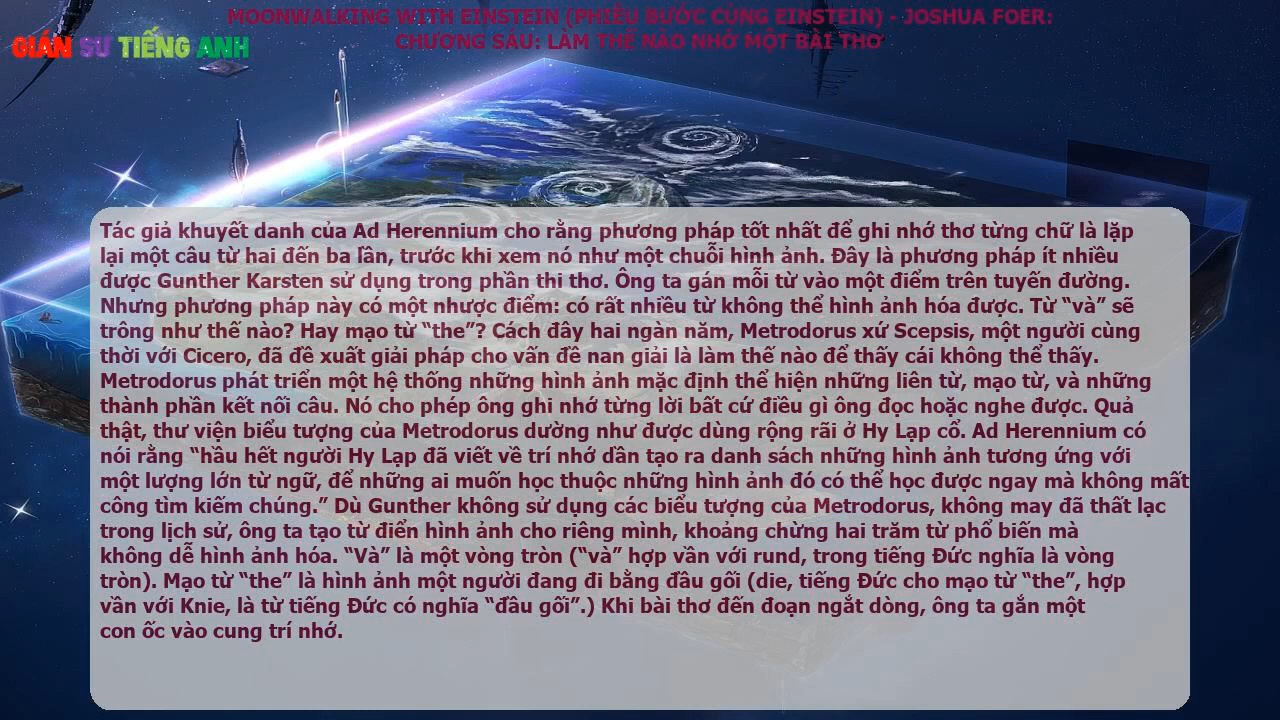 MOONWALKING WITH EINSTEIN (PHIÊU BƯỚC CÙNG EINSTEIN) - JOSHUA FOER:
CHƯƠNG SÁU: LÀM THẾ NÀO NHỚ MỘT BÀI THƠ
GIÁN SƯ TIẾNG ANH
Tác giả khuyết danh của Ad Herennium cho rằng phương pháp tốt nhất để ghi nhớ thơ từng chữ là lặp
lại một câu từ hai đến ba lần, trước khi xem nó như một chuỗi hình ảnh. Đây là phương pháp ít nhiều
được Gunther Karsten sử dụng trong phần thi thơ. Ông ta gán mỗi từ vào một điểm trên tuyến đường.
Nhưng phương pháp này có một nhược điểm: có rất nhiều từ không thể hình ảnh hóa được. Từ “và” sẽ
trông như thế nào? Hay mạo từ “the”? Cách đây hai ngàn năm, Metrodorus xứ Scepsis, một người cùng
thời với Cicero, đã đề xuất giải pháp cho vấn đề nan giải là làm thế nào để thấy cái không thể thấy.
Metrodorus phát triển một hệ thống những hình ảnh mặc định thể hiện những liên từ, mạo từ, và những
thành phần kết nối câu. Nó cho phép ông ghi nhớ từng lời bất cứ điều gì ông đọc hoặc nghe được. Quả
thật, thư viện biểu tượng của Metrodorus dường như được dùng rộng rãi ở Hy Lạp cổ. Ad Herennium có
nói rằng “hầu hết người Hy Lạp đã viết về trí nhớ dần tạo ra danh sách những hình ảnh tương ứng với
một lượng lớn từ ngữ, để những ai muốn học thuộc những hình ảnh đó có thể học được ngay mà không mất
công tìm kiếm chúng.” Dù Gunther không sử dụng các biểu tượng của Metrodorus, không may đã thất lạc
trong lịch sử, ông ta tạo từ điển hình ảnh cho riêng mình, khoảng chừng hai trăm từ phổ biến mà
không dễ hình ảnh hóa. “Và” là một vòng tròn (“và” hợp vần với rund, trong tiếng Đức nghĩa là vòng
tròn). Mạo từ “the” là hình ảnh một người đang đi bằng đầu gối (die, tiếng Đức cho mạo từ “the”, hợp
vần với Knie, là từ tiếng Đức có nghĩa “đầu gối”.) Khi bài thơ đến đoạn ngắt dòng, ông ta gắn một
con ốc vào cung trí nhớ.